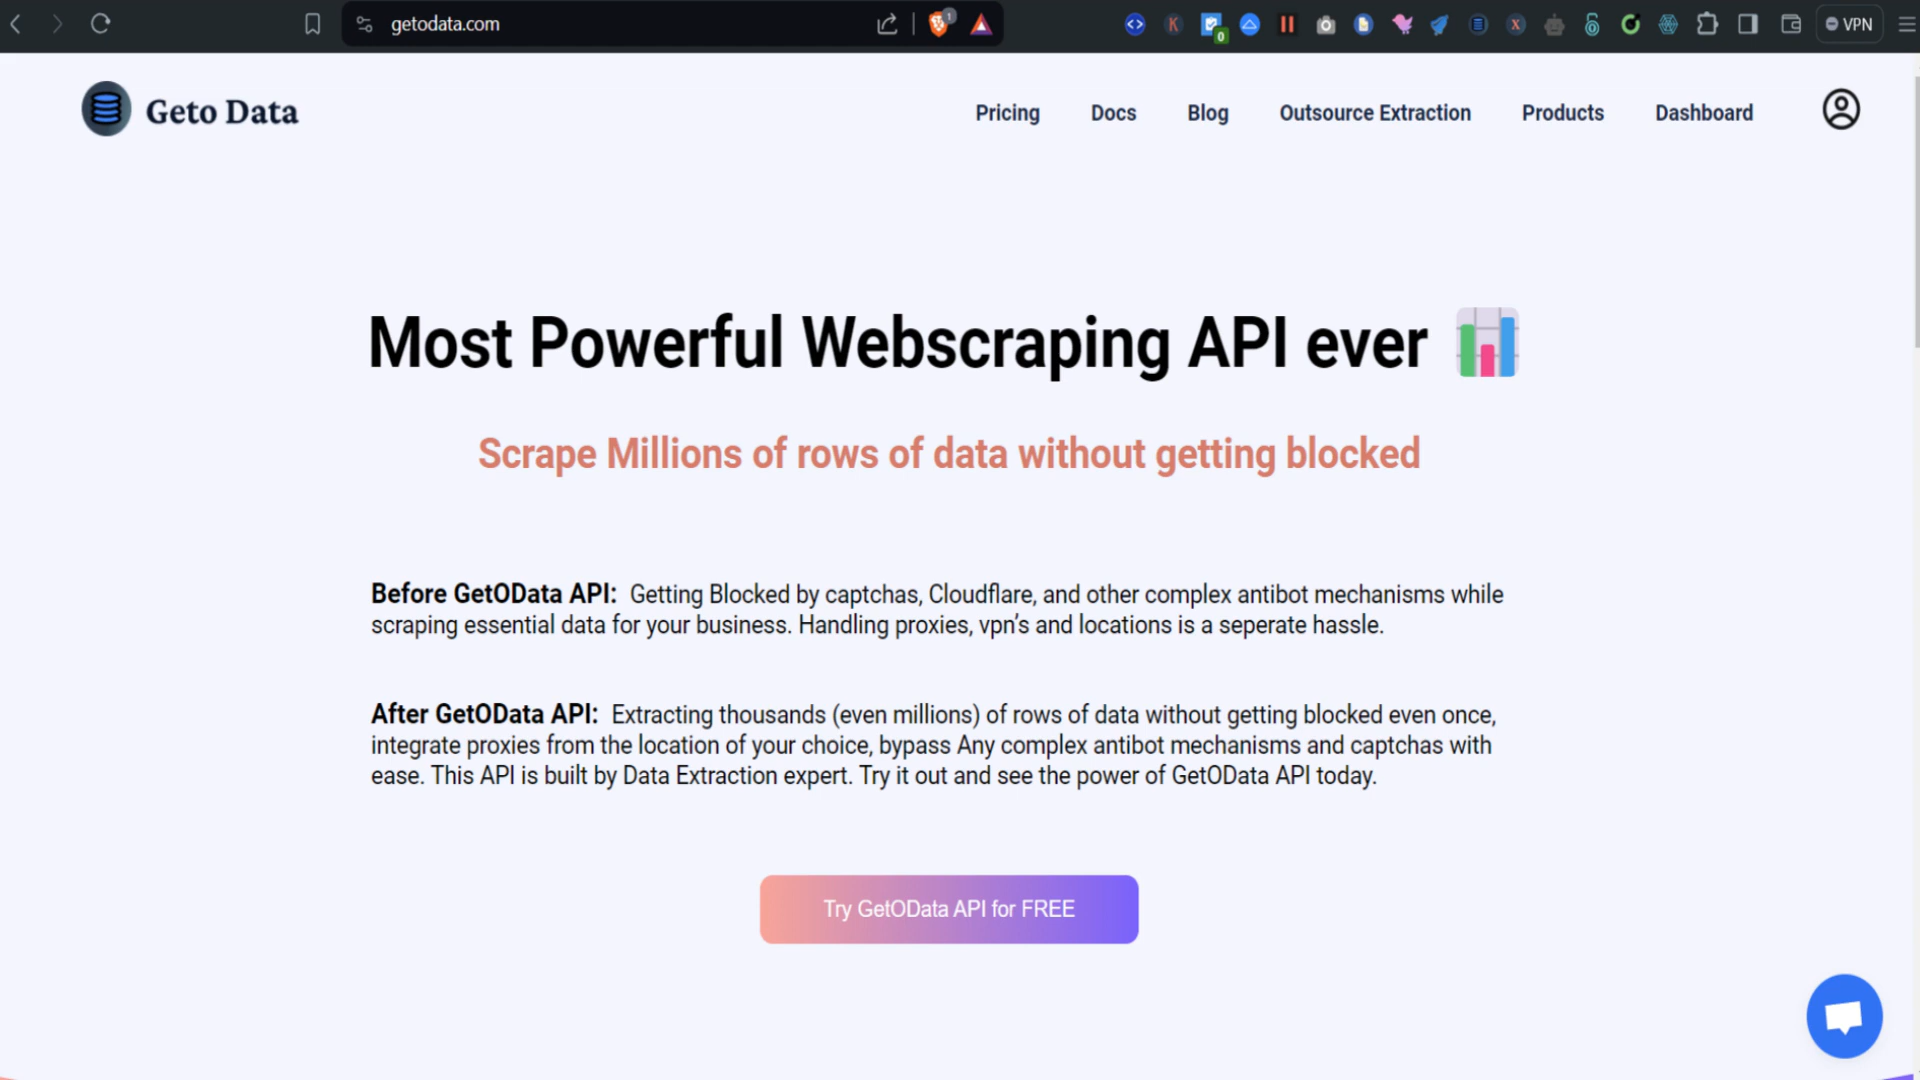 getodata.com
1
K
0
X
VPN
Geto Data
Pricing
Docs
Blog
Outsource Extraction
Products
Dashboard
Most Powerful Webscraping API ever
Scrape Millions of rows of data without getting blocked
Before GetOData API: Getting Blocked by captchas, Cloudflare, and other complex antibot mechanisms while
scraping essential data for your business. Handling proxies, vpn's and locations is a seperate hassle.
After GetOData API: Extracting thousands (even millions) of rows of data without getting blocked even once,
integrate proxies from the location of your choice, bypass Any complex antibot mechanisms and captchas with
ease. This API is built by Data Extraction expert. Try it out and see the power of GetOData API today.
Try GetOData API for FREE